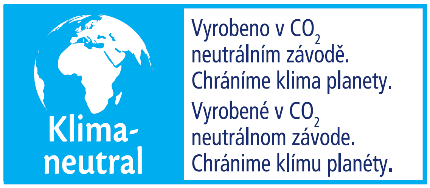 Klima-
neutral
Vyrobeno v CO₂
neutrálním závodě.
Chráníme klima planety.
Vyrobené v CO₂
neutrálnom závode.
Chránime klímu planéty.